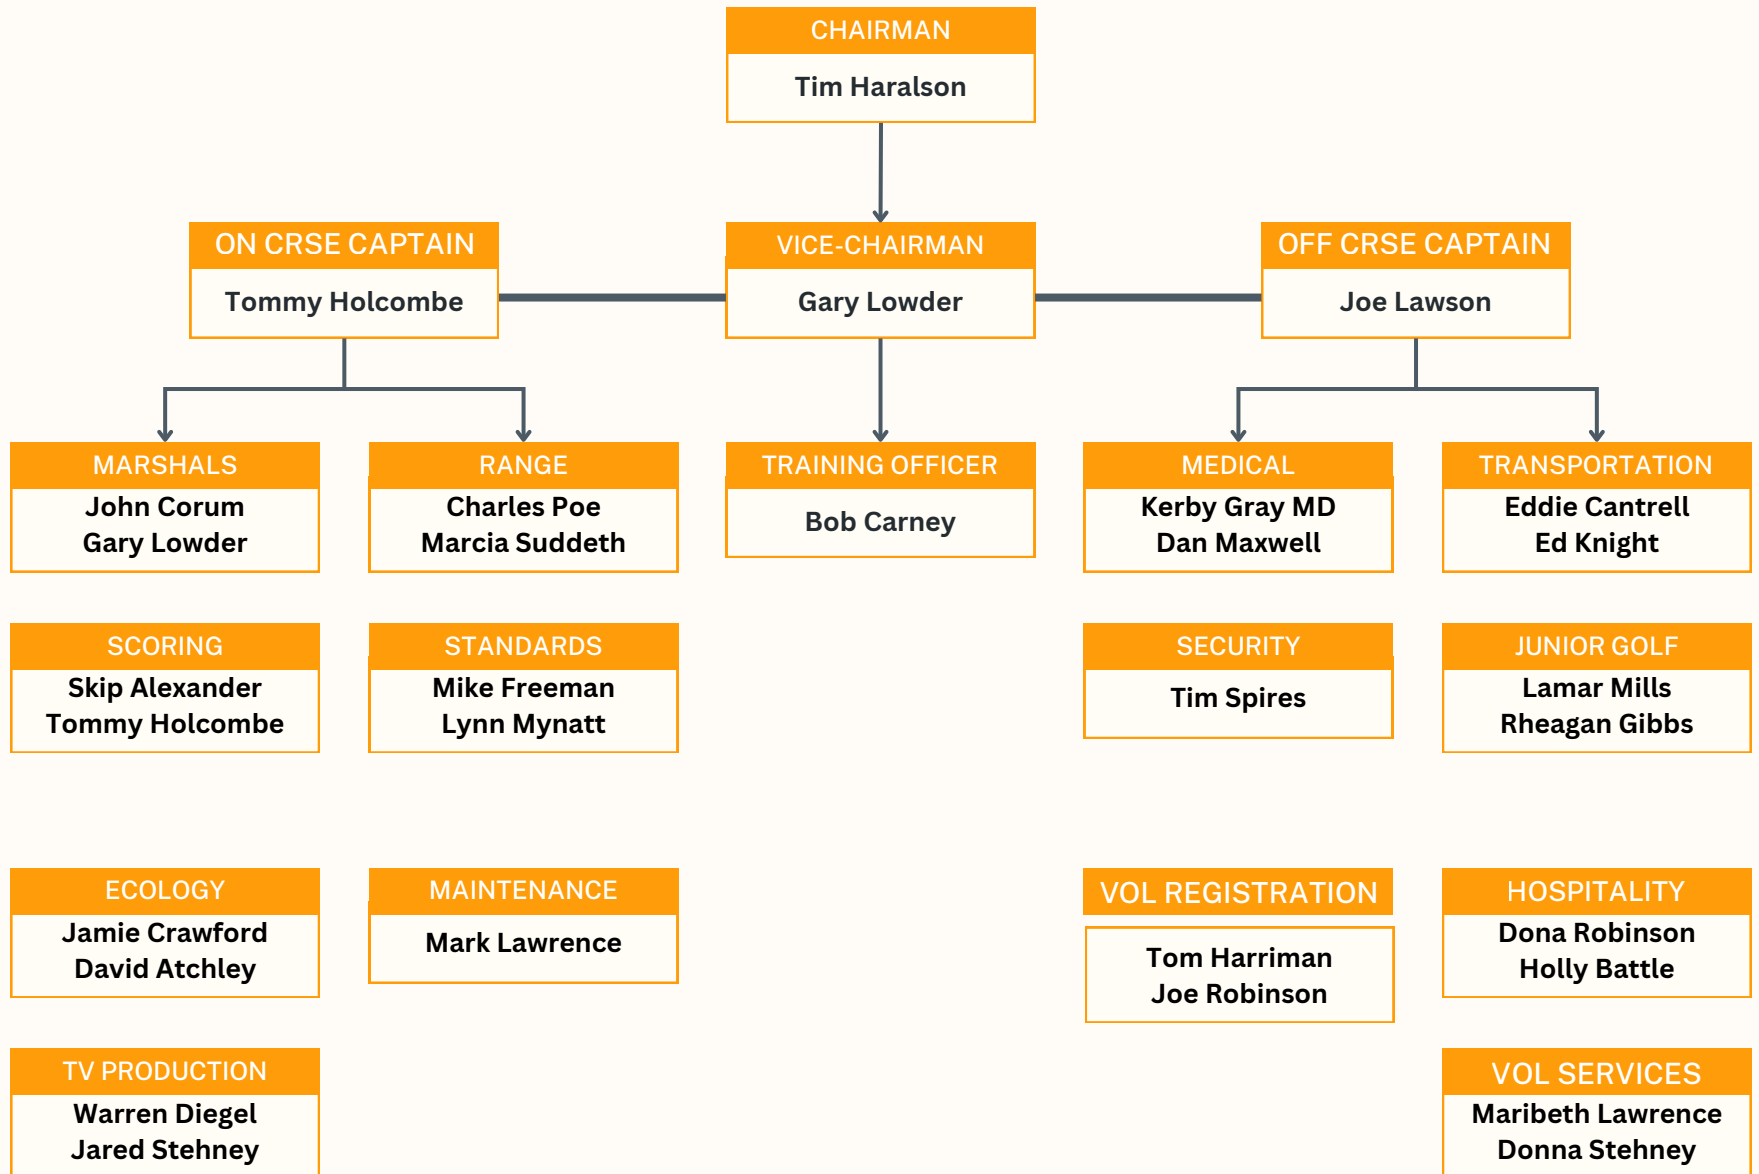 CHAIRMAN
Tim Haralson
ON CRSE CAPTAIN
Tommy Holcombe
VICE-CHAIRMAN
Gary Lowder
OFF CRSE CAPTAIN
Joe Lawson
MARSHALS
John Corum
Gary Lowder
RANGE
Charles Poe
Marcia Suddeth
TRAINING OFFICER
Bob Carney
MEDICAL
Kerby Gray MD
Dan Maxwell
TRANSPORTATION
Eddie Cantrell
Ed Knight
SCORING
Skip Alexander
Tommy Holcombe
STANDARDS
Mike Freeman
Lynn Mynatt
SECURITY
Tim Spires
JUNIOR GOLF
Lamar Mills
Rheagan Gibbs
ECOLOGY
Jamie Crawford
David Atchley
MAINTENANCE
Mark Lawrence
VOL REGISTRATION
Tom Harriman
Joe Robinson
HOSPITALITY
Dona Robinson
Holly Battle
TV PRODUCTION
Warren Diegel
Jared Stehney
VOL SERVICES
Maribeth Lawrence
Donna Stehney